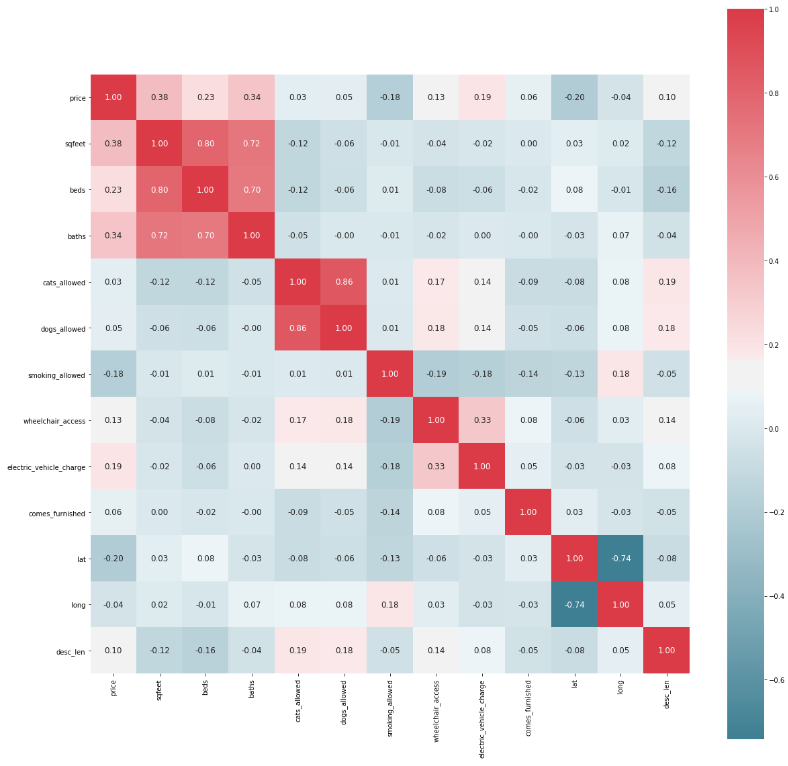 price 1.00 0.38 0.23 0.34 0.03 0.05 -0.18 0.13 0.19 0.06 -0.20 -0.04 0.10
sqfeet 0.38 1.00 0.80 0.72 -0.12 -0.06 -0.01 -0.04 -0.02 0.00 0.03 0.02 -0.12
beds 0.23 0.80 1.00 0.70 -0.12 -0.06 0.01 -0.08 -0.06 -0.02 0.08 -0.01 -0.16
baths 0.34 0.72 0.70 1.00 -0.05 -0.00 -0.01 -0.02 0.00 -0.00 -0.03 0.07 -0.04
cats_allowed 0.03 -0.12 -0.12 -0.05 1.00 0.86 0.01 0.17 0.14 -0.09 -0.08 0.08 0.19
dogs_allowed 0.05 -0.06 -0.06 -0.00 0.86 1.00 0.01 0.18 0.14 -0.05 -0.06 0.08 0.18
smoking_allowed -0.18 -0.01 0.01 -0.01 0.01 0.01 1.00 -0.19 -0.18 -0.14 -0.13 0.18 -0.05
wheelchair_access 0.13 -0.04 -0.08 -0.02 0.17 0.18 -0.19 1.00 0.33 0.08 -0.06 0.03 0.14
electric_vehicle_charge 0.19 -0.02 -0.06 0.00 0.14 0.14 -0.18 0.33 1.00 0.05 -0.03 -0.03 0.08
comes_furnished 0.06 0.00 -0.02 -0.00 -0.09 -0.05 -0.14 0.08 0.05 1.00 0.03 -0.03 -0.05
lat -0.20 0.03 0.08 -0.03 -0.08 -0.06 -0.13 -0.06 -0.03 0.03 1.00 -0.74 -0.08
long -0.04 0.02 -0.01 0.07 0.08 0.08 0.18 0.03 -0.03 -0.03 -0.74 1.00 0.05
desc_len 0.10 -0.12 -0.16 -0.04 0.19 0.18 -0.05 0.14 0.08 -0.05 -0.08 0.05 1.00
price
sqfeet
beds
baths
cats_allowed
dogs_allowed
smoking_allowed
wheelchair_access
electric_vehicle_charge
comes_furnished
lat
long
desc_len
1.0
0.8
0.6
0.4
0.2
0.0
−0.2
−0.4
−0.6